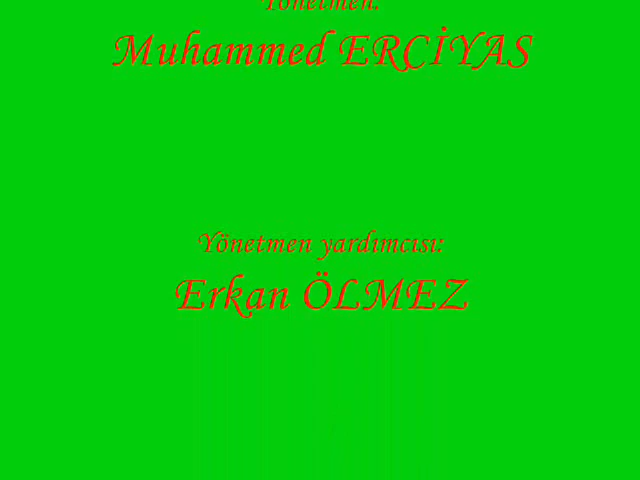 Yönetmen:
Muhammed ERCİYAS
Yönetmen yardımcısı:
Erkan ÖLMEZ